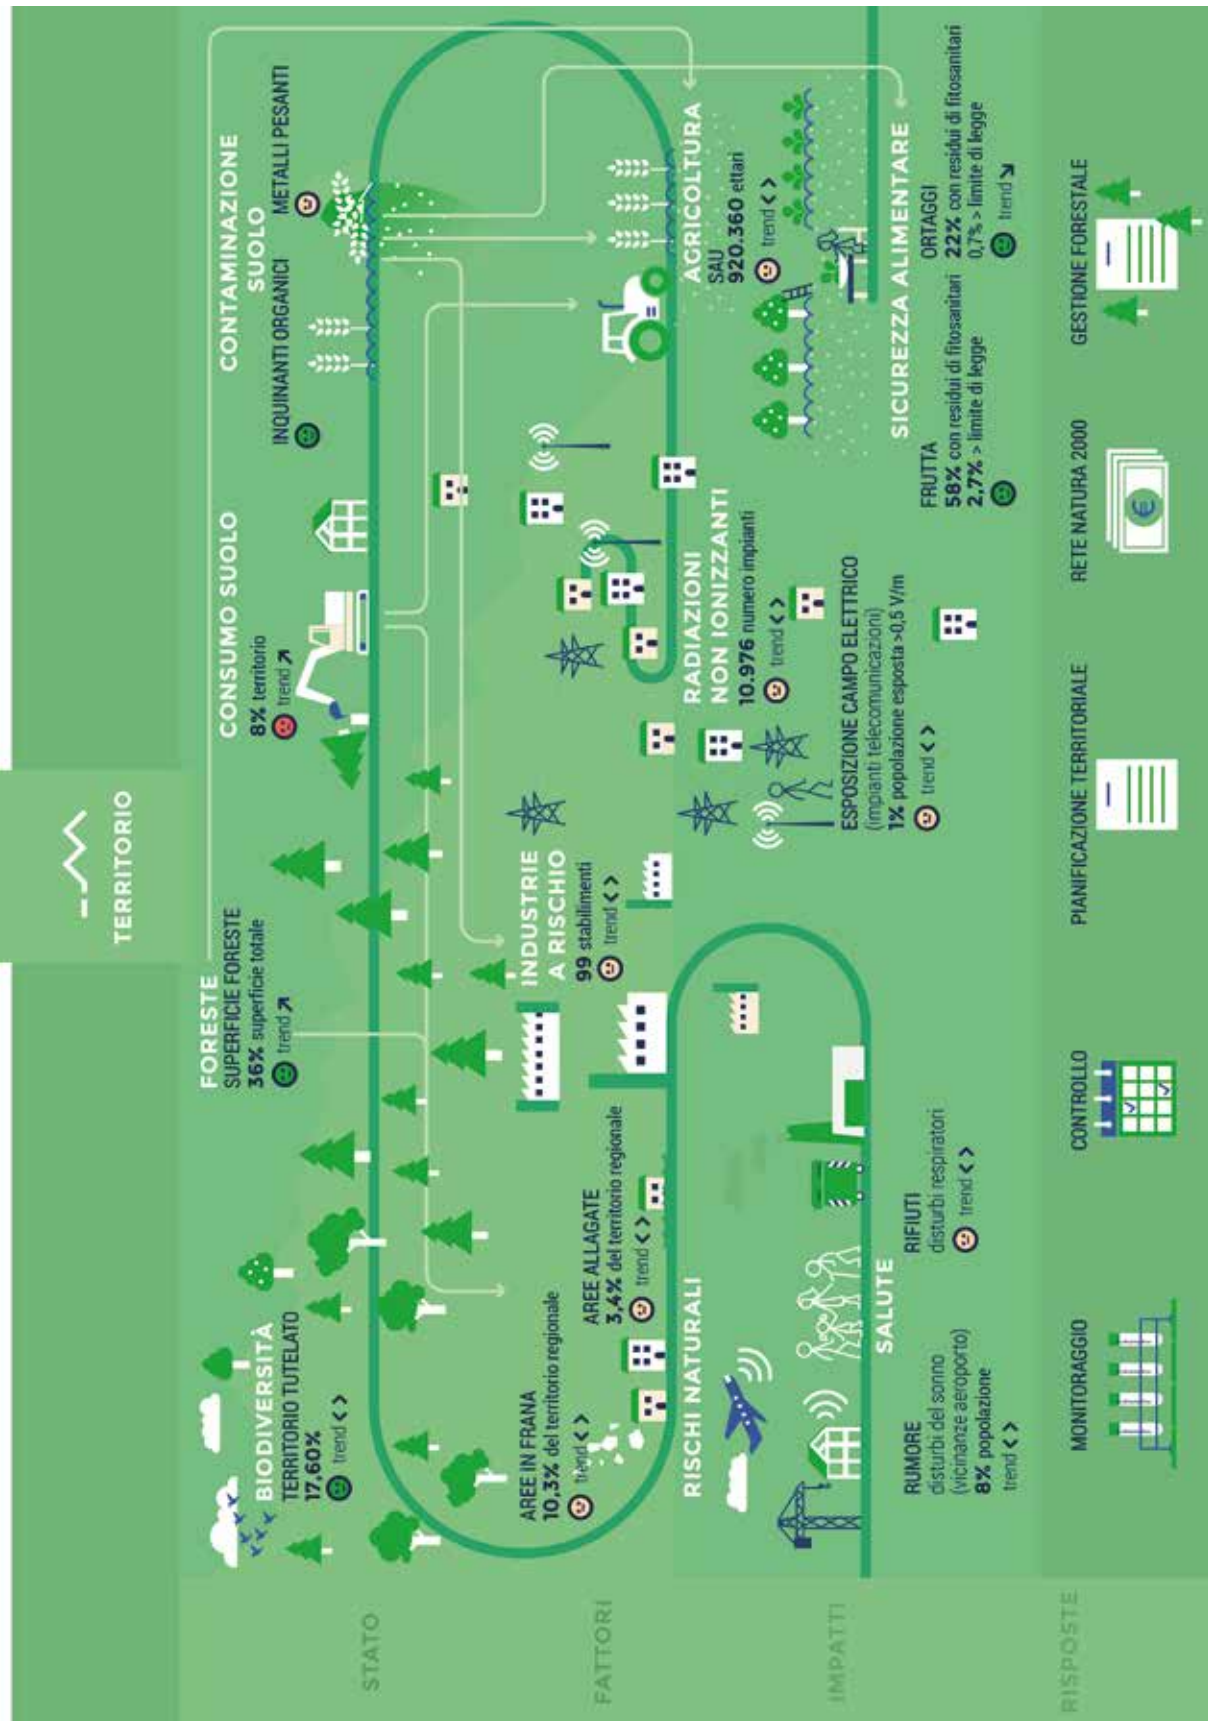 TERRITORIO
STATO
BIODIVERSITÀ
TERRITORIO TUTELATO
17,60%
trend < >
FORESTE
SUPERFICIE FORESTE
36% superficie totale
trend ↗
CONSUMO SUOLO
8% territorio
trend ↗
CONTAMINAZIONE
SUOLO
INQUINANTI ORGANICI
METALLI PESANTI
FATTORI
AREE IN FRANA
10,3% del territorio regionale
trend < >
AREE ALLAGATE
3,4% del territorio regionale
trend < >
RISCHI NATURALI
INDUSTRIE
A RISCHIO
99 stabilimenti
trend < >
RADIAZIONI
NON IONIZZANTI
10.976 numero impianti
trend < >
AGRICOLTURA
SAU
920.360 ettari
trend < >
IMPATTI
SALUTE
RUMORE
disturbi del sonno
(vicinanze aeroporto)
8% popolazione
trend < >
RIFIUTI
disturbi respiratori
trend < >
ESPOSIZIONE CAMPO ELETTRICO
(impianti telecomunicazioni)
1% popolazione esposta >0,5 V/m
trend < >
SICUREZZA ALIMENTARE
FRUTTA
58% con residui di fitosanitari
2,7% > limite di legge
ORTAGGI
22% con residui di fitosanitari
0,7% > limite di legge
trend ↘
RISPOSTE
MONITORAGGIO
CONTROLLO
PIANIFICAZIONE TERRITORIALE
RETE NATURA 2000
€
GESTIONE FORESTALE